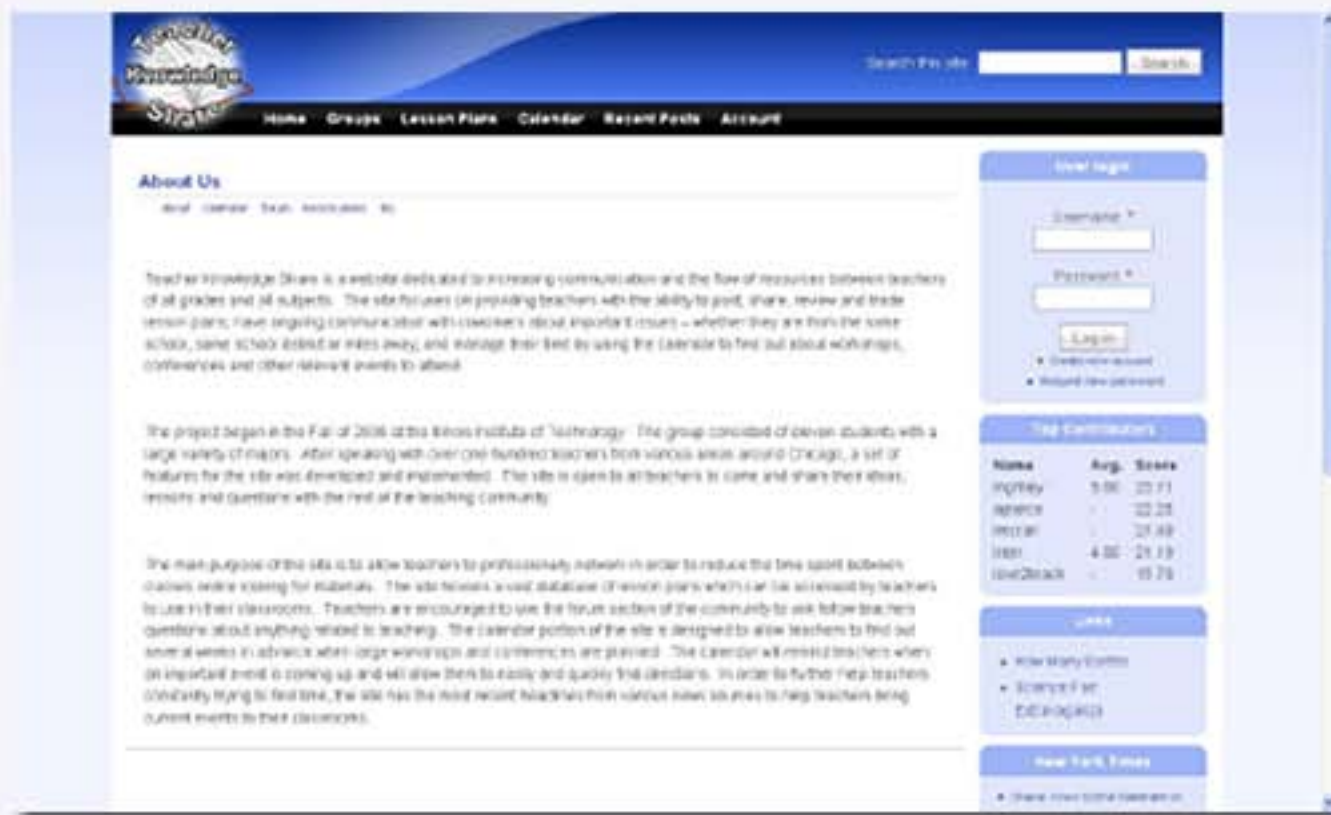 Teacher
Knowledge
Share
Search this site:
Search
Home Groups Lesson Plans Calendar Recent Posts Account
About Us
User login
Username *
Password *
Log in
Create new account
Request new password
Teacher Knowledge Share is a website dedicated to increasing communication and the flow of resources between teachers
of all grades and all subjects. The site focuses on providing teachers with the ability to post, share, review and trade
lesson plans, have ongoing communication with coworkers about important issues – whether they are from the same
school, same school district or miles away, and manage their time by using the calendar to find out about workshops,
conferences and other relevant events to attend.
The project began in the Fall of at the Illinois Institute of Technology. The group consisted of eleven students with a
large variety of majors. After speaking with over one hundred teachers from various areas around Chicago, a set of
features for the site was developed and implemented. The site is open to all teachers to come and share their ideas,
lessons and questions with the rest of the teaching community.
The main purpose of the site is to allow teachers to professionally network in order to reduce the time spent between
classes online looking for materials. The site houses a vast database of lesson plans which can be accessed by teachers
to use in their classrooms. Teachers are encouraged to use the forum section of the community to ask fellow teachers
questions about anything related to teaching. The calendar portion of the site is designed to allow teachers to find out
several weeks in advance when large workshops and conferences are planned. The calendar will remind teachers when
an important event is coming up and will allow them to easily and quickly find directions. In order to further help teachers
constantly trying to find time, the site has the most recent headlines from various news sources to help teachers bring
current events to their classrooms.
Top Contributors
Name Avg. Score
5.00
22.25
4.00 21.19
love2teach
Links
How Many Earths
Science Fair
Extravaganza
New York Times